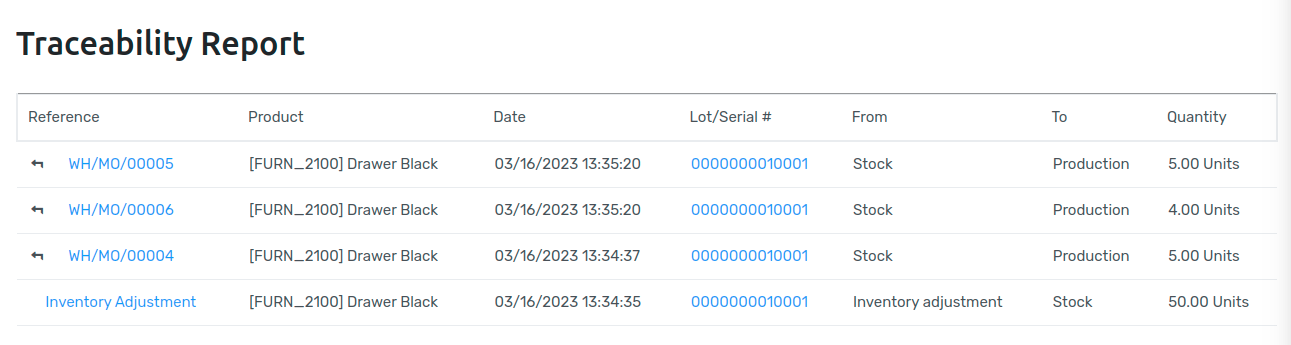 Traceability Report
Reference Product Date Lot/Serial # From To Quantity
WH/MO/00005 [FURN_2100] Drawer Black 03/16/2023 13:35:20 0000000010001 Stock Production 5.00 Units
WH/MO/00006 [FURN_2100] Drawer Black 03/16/2023 13:35:20 0000000010001 Stock Production 4.00 Units
WH/MO/00004 [FURN_2100] Drawer Black 03/16/2023 13:34:37 0000000010001 Stock Production 5.00 Units
Inventory Adjustment [FURN_2100] Drawer Black 03/16/2023 13:34:35 0000000010001 Inventory adjustment Stock 50.00 Units